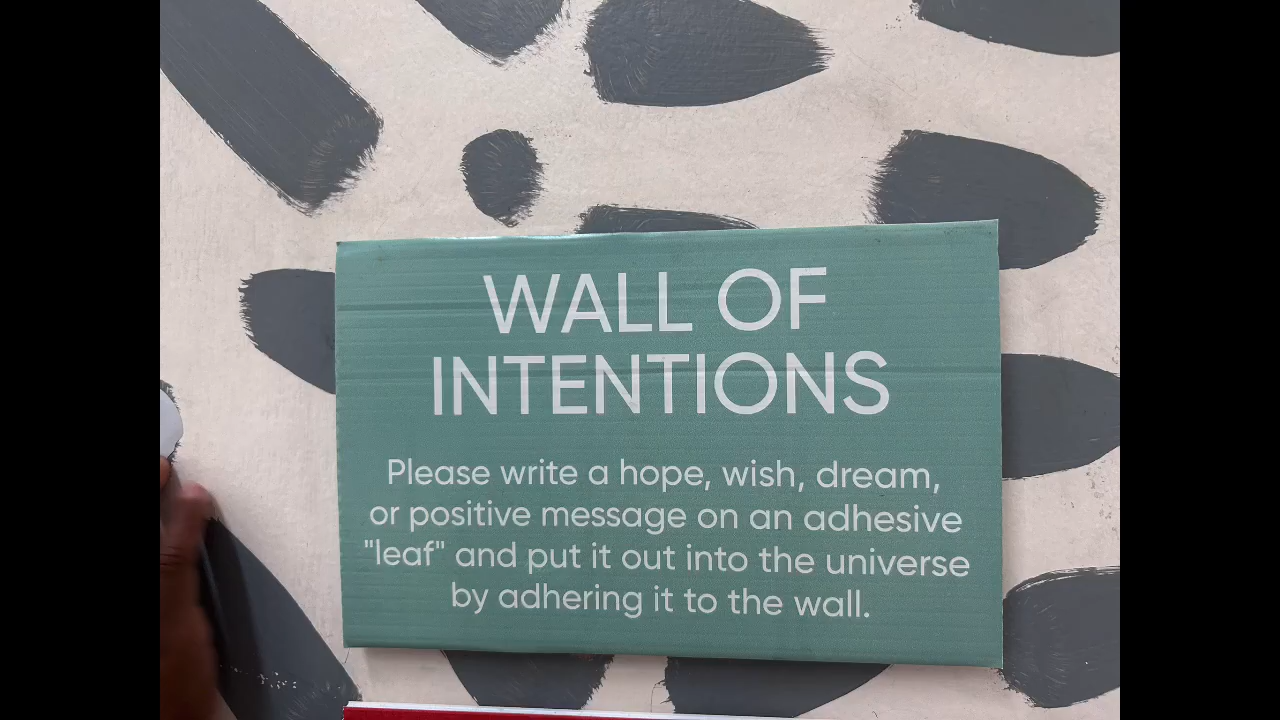 WALL OF
INTENTIONS
Please write a hope, wish, dream,
or positive message on an adhesive
"leaf" and put it out into the universe
by adhering it to the wall.